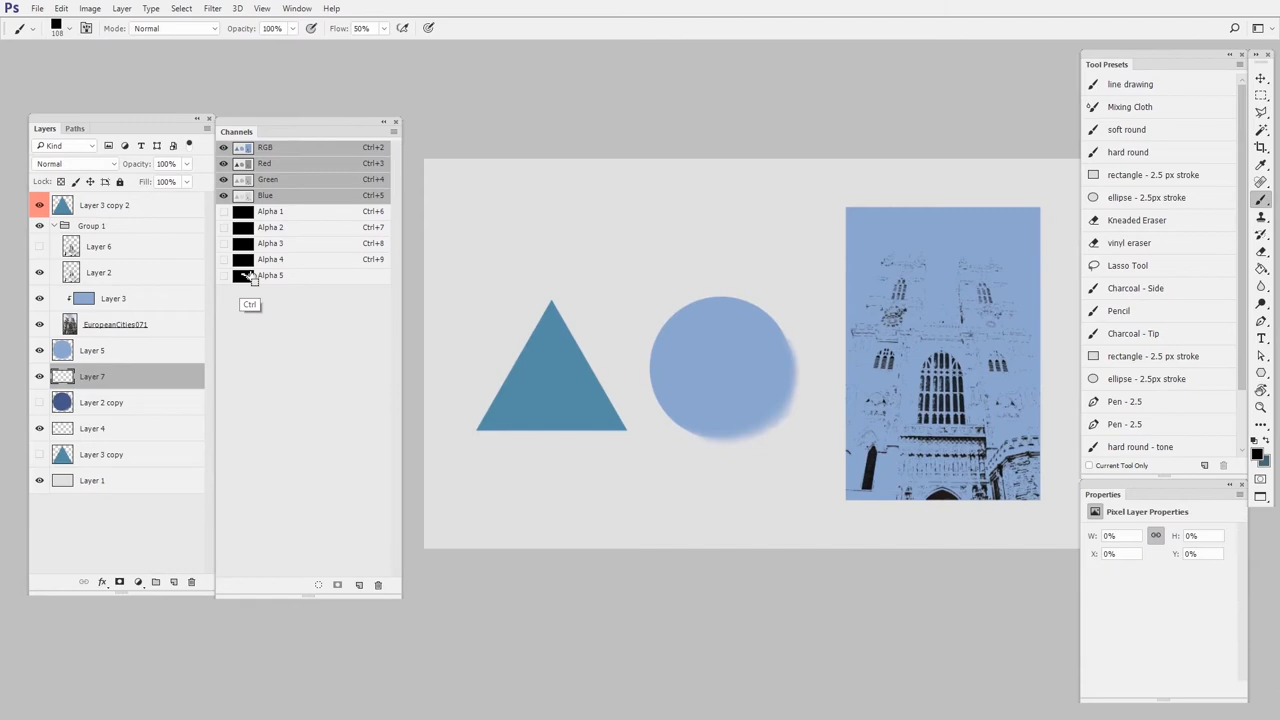 Ps File Edit Image Layer Type Select Filter 3D View Window Help
108 Mode: Normal Opacity: 100% Flow: 50%
Layers Paths
Kind
Normal Opacity: 100%
Lock: Fill: 100%
Layer 3 copy 2
Group 1
Layer 6
Layer 2
Layer 3
EuropeanCities071
Layer 5
Layer 7
Layer 2 copy
Layer 4
Layer 3 copy
Layer 1
fx
Channels
RGB Ctrl+2
Red Ctrl+3
Green Ctrl+4
Blue Ctrl+5
Alpha 1 Ctrl+6
Alpha 2 Ctrl+7
Alpha 3 Ctrl+8
Alpha 4 Ctrl+9
Alpha 5
Ctrl
Tool Presets
line drawing
Mixing Cloth
soft round
hard round
rectangle - 2.5 px stroke
ellipse - 2.5px stroke
Kneaded Eraser
vinyl eraser
Lasso Tool
Charcoal - Side
Pencil
Charcoal - Tip
rectangle - 2.5 px stroke
ellipse - 2.5px stroke
Pen - 2.5
Pen - 2.5
hard round - tone
Current Tool Only
Properties
Pixel Layer Properties
W: 0% H: 0%
X: 0% Y: 0%